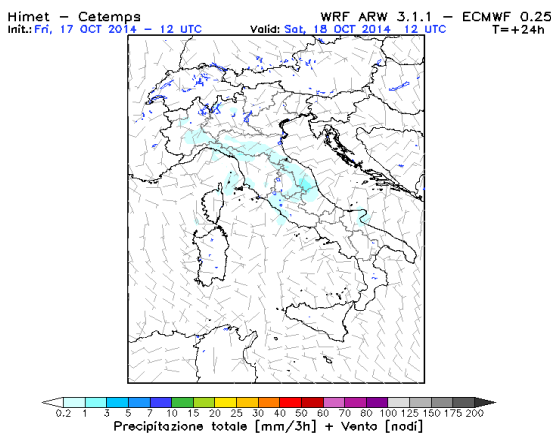 Himet – Cetemps WRF ARW 3.1.1 – ECMWF 0.25
Init.: Fri, 17 OCT 2014 – 12 UTC Valid: Sat, 18 OCT 2014 12 UTC T=+24h
0.2 1 3 5 7 10 15 20 25 30 40 50 60 70 80 100 125 150 175 200
Precipitazione totale [mm/3h] + Vento [nodi]